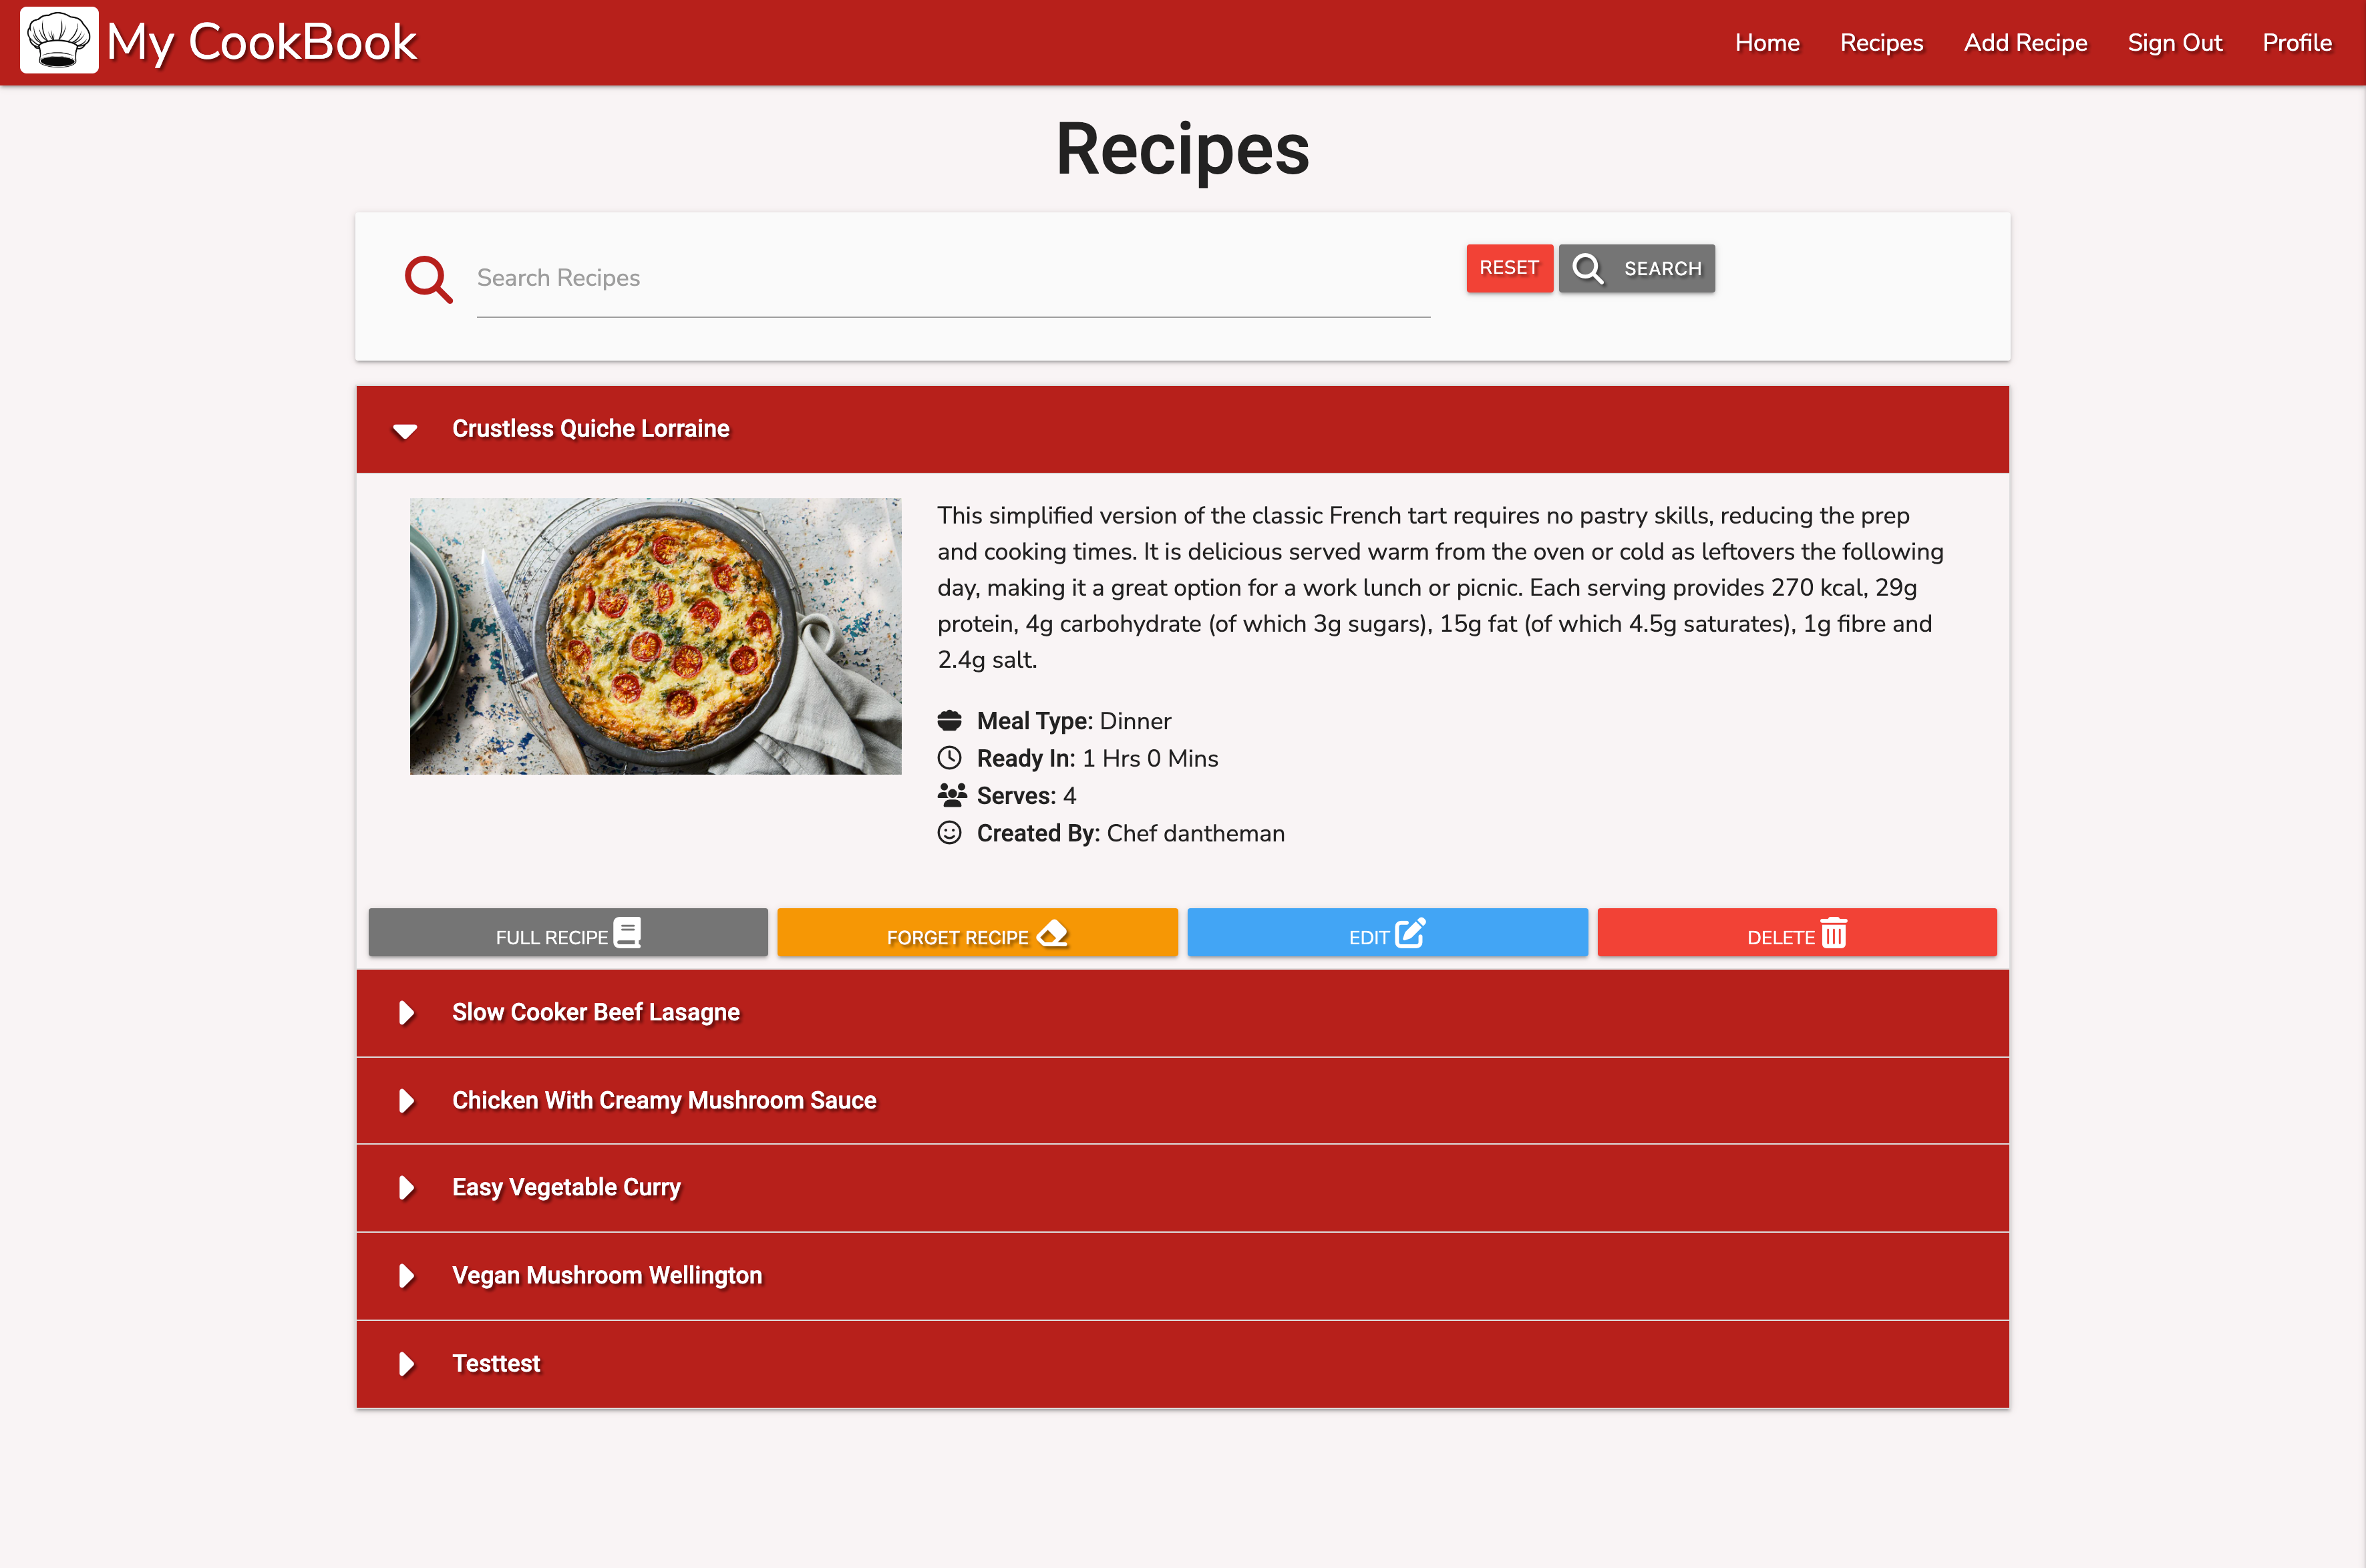 My CookBook
Home Recipes Add Recipe Sign Out Profile
Recipes
Search Recipes
RESET SEARCH
Crustless Quiche Lorraine
This simplified version of the classic French tart requires no pastry skills, reducing the prep
and cooking times. It is delicious served warm from the oven or cold as leftovers the following
day, making it a great option for a work lunch or picnic. Each serving provides 270 kcal, 29g
protein, 4g carbohydrate (of which 3g sugars), 15g fat (of which 4.5g saturates), 1g fibre and
2.4g salt.
Meal Type: Dinner
Ready In: 1 Hrs 0 Mins
Serves: 4
Created By: Chef dantheman
FULL RECIPE FORGET RECIPE EDIT DELETE
Slow Cooker Beef Lasagne
Chicken With Creamy Mushroom Sauce
Easy Vegetable Curry
Vegan Mushroom Wellington
Testtest